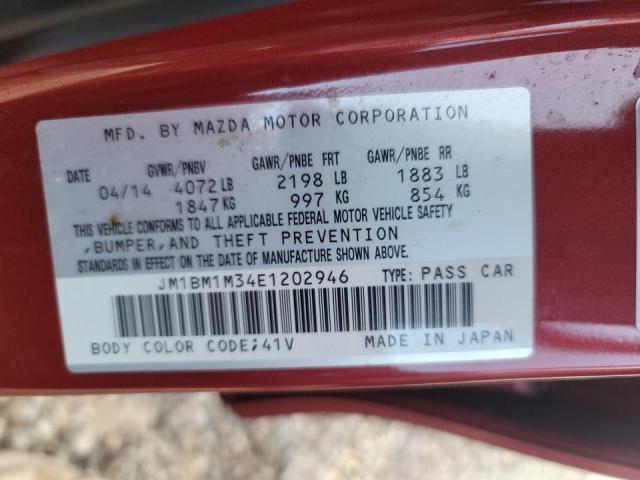 MFD. BY MAZDA MOTOR CORPORATION
DATE GVWR/PNBV GAWR/PNBE FRT GAWR/PNBE RR
04/14 4072 LB 2198 LB 1883 LB
1847 KG 997 KG 854 KG
THIS VEHICLE CONFORMS TO ALL APPLICABLE FEDERAL MOTOR VEHICLE SAFETY
,BUMPER,AND THEFT PREVENTION
STANDARDS IN EFFECT ON THE DATE OF MANUFACTURE SHOWN ABOVE.
JM1BM1M34E1202946 TYPE: PASS CAR
BODY COLOR CODE;41V MADE IN JAPAN